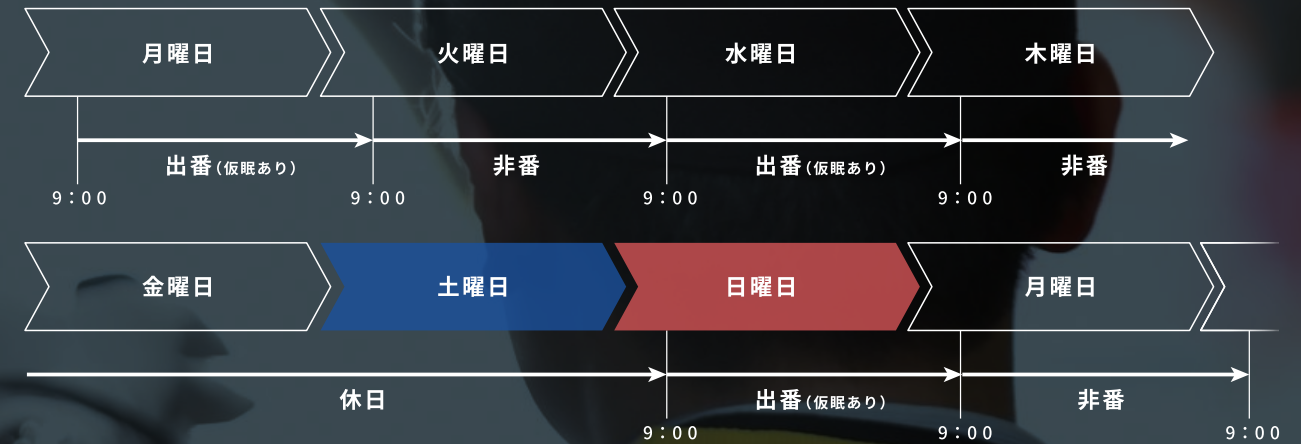 月曜日 火曜日 水曜日 木曜日
出番(仮眠あり) 非番 出番(仮眠あり) 非番
9:00 9:00 9:00 9:00
金曜日 土曜日 日曜日 月曜日
休日 出番(仮眠あり) 非番
9:00 9:00 9:00